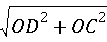 √(OD² + OC²)